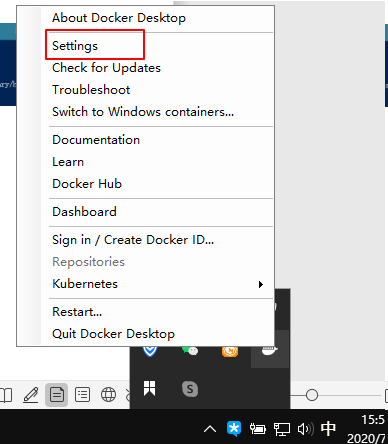 About Docker Desktop
Settings
Check for Updates
Troubleshoot
Switch to Windows containers...
Documentation
Learn
Docker Hub
Dashboard
Sign in / Create Docker ID...
Repositories
Kubernetes
Restart...
Quit Docker Desktop
中
15:5
2020/7